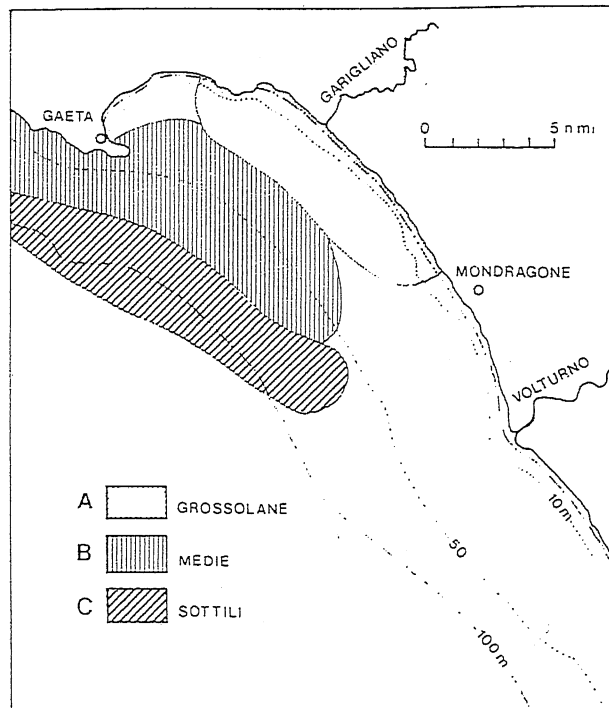 GARIGLIANO
GAETA
0 5 n mi
MONDRAGONE
VOLTURNO
A GROSSOLANE
B MEDIE
C SOTTILI
10 m
50
100 m